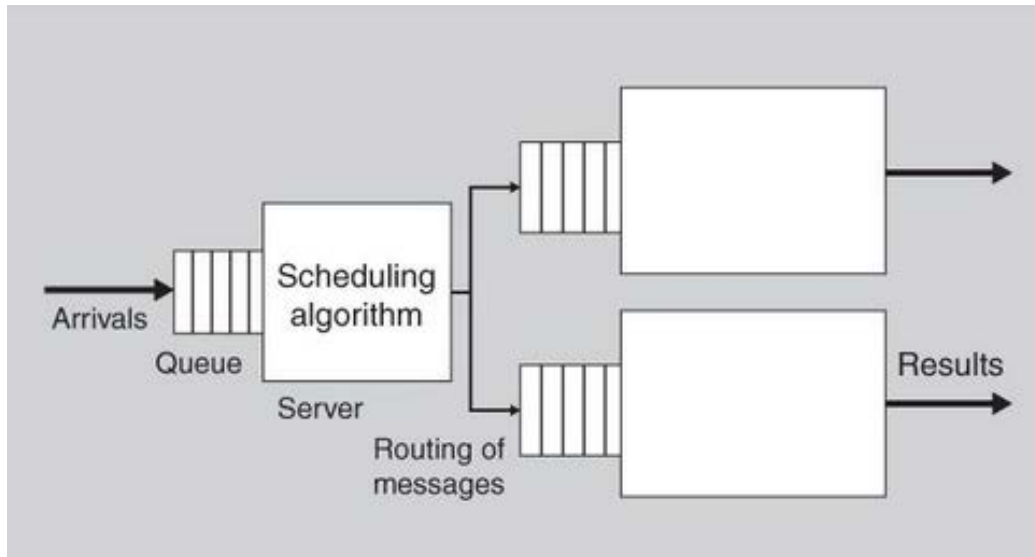 Arrivals
Queue
Scheduling
algorithm
Server
Routing of
messages
Results